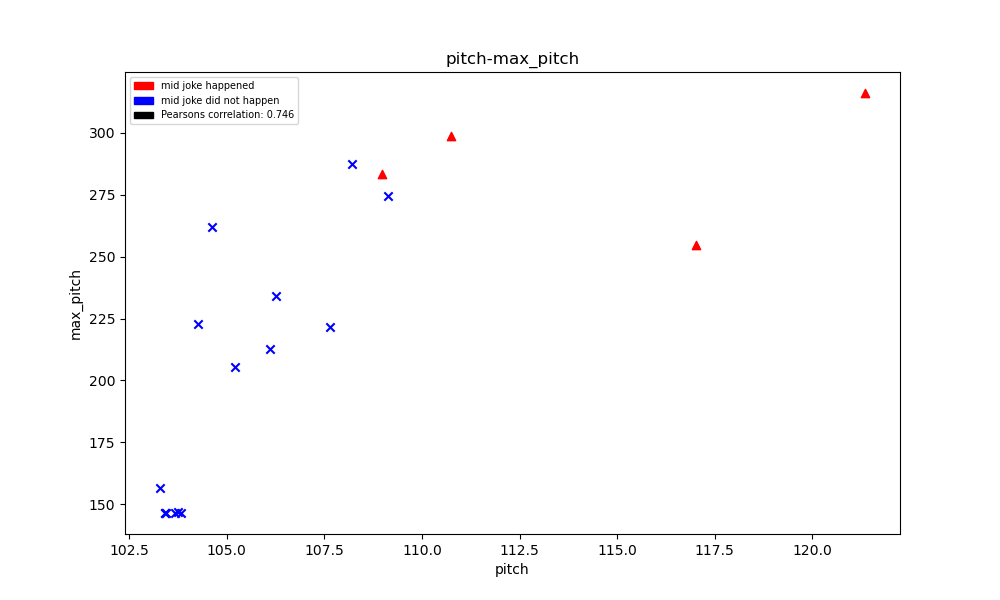 pitch-max_pitch
mid joke happened
mid joke did not happen
Pearsons correlation: 0.746
max_pitch
300
275
250
225
200
175
150
102.5 105.0 107.5 110.0 112.5 115.0 117.5 120.0
pitch